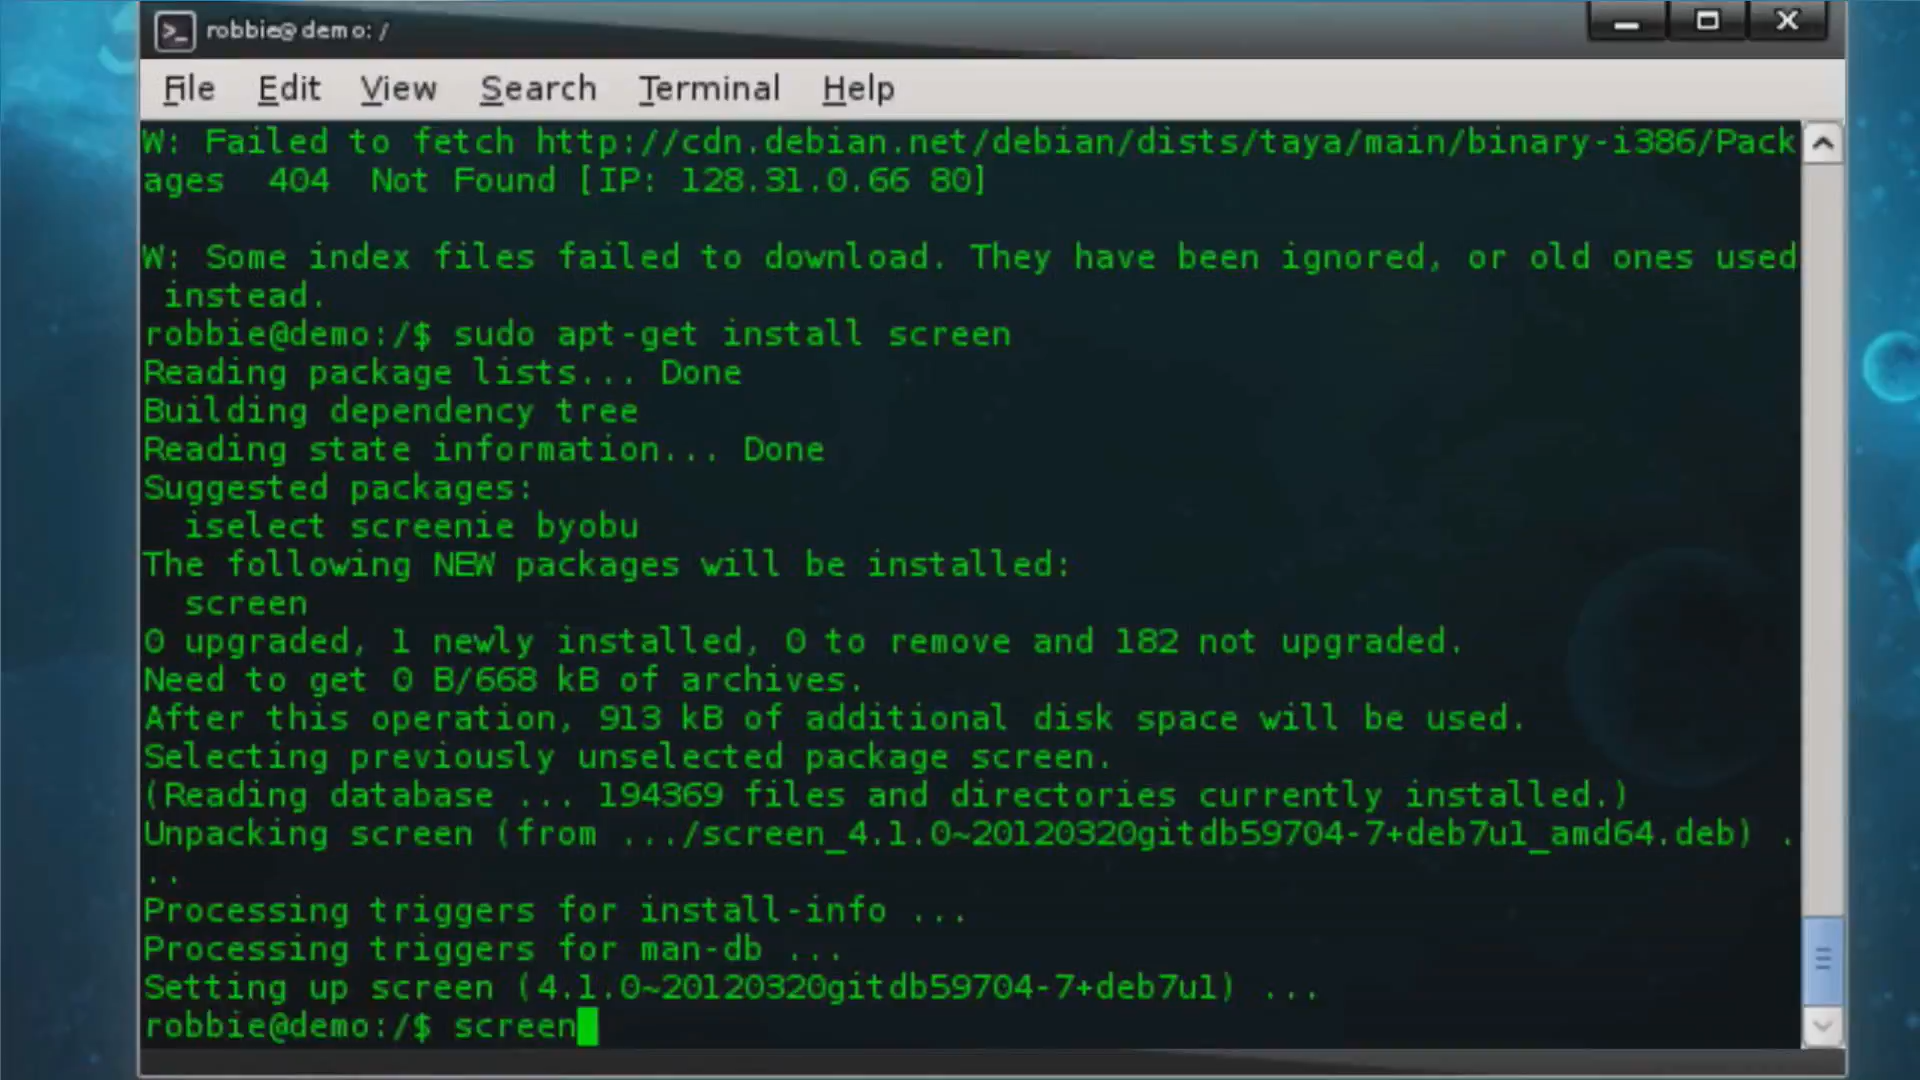 robbie@demo: /
File Edit View Search Terminal Help
W: Failed to fetch http://cdn.debian.net/debian/dists/taya/main/binary-i386/Pack
ages  404  Not Found [IP: 128.31.0.66 80]
W: Some index files failed to download. They have been ignored, or old ones used
 instead.
robbie@demo:/$ sudo apt-get install screen
Reading package lists... Done
Building dependency tree
Reading state information... Done
Suggested packages:
  iselect screenie byobu
The following NEW packages will be installed:
  screen
0 upgraded, 1 newly installed, 0 to remove and 182 not upgraded.
Need to get 0 B/668 kB of archives.
After this operation, 913 kB of additional disk space will be used.
Selecting previously unselected package screen.
(Reading database ... 194369 files and directories currently installed.)
Unpacking screen (from .../screen_4.1.0~20120320gitdb59704-7+deb7u1_amd64.deb) .
..
Processing triggers for install-info ...
Processing triggers for man-db ...
Setting up screen (4.1.0~20120320gitdb59704-7+deb7u1) ...
robbie@demo:/$ screen